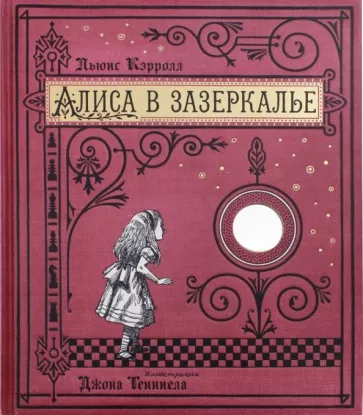 Льюис Кэрролл
Алиса в Зазеркалье
Иллюстрации
Джона Тенниела